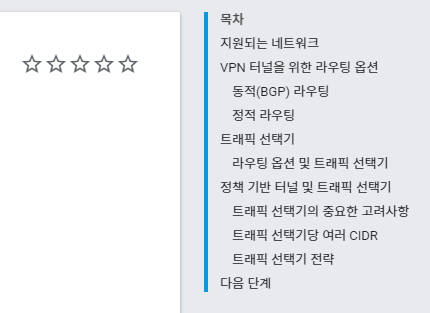 목차
지원되는 네트워크
VPN 터널을 위한 라우팅 옵션
동적(BGP) 라우팅
정적 라우팅
트래픽 선택기
라우팅 옵션 및 트래픽 선택기
정책 기반 터널 및 트래픽 선택기
트래픽 선택기의 중요한 고려사항
트래픽 선택기당 여러 CIDR
트래픽 선택기 전략
다음 단계